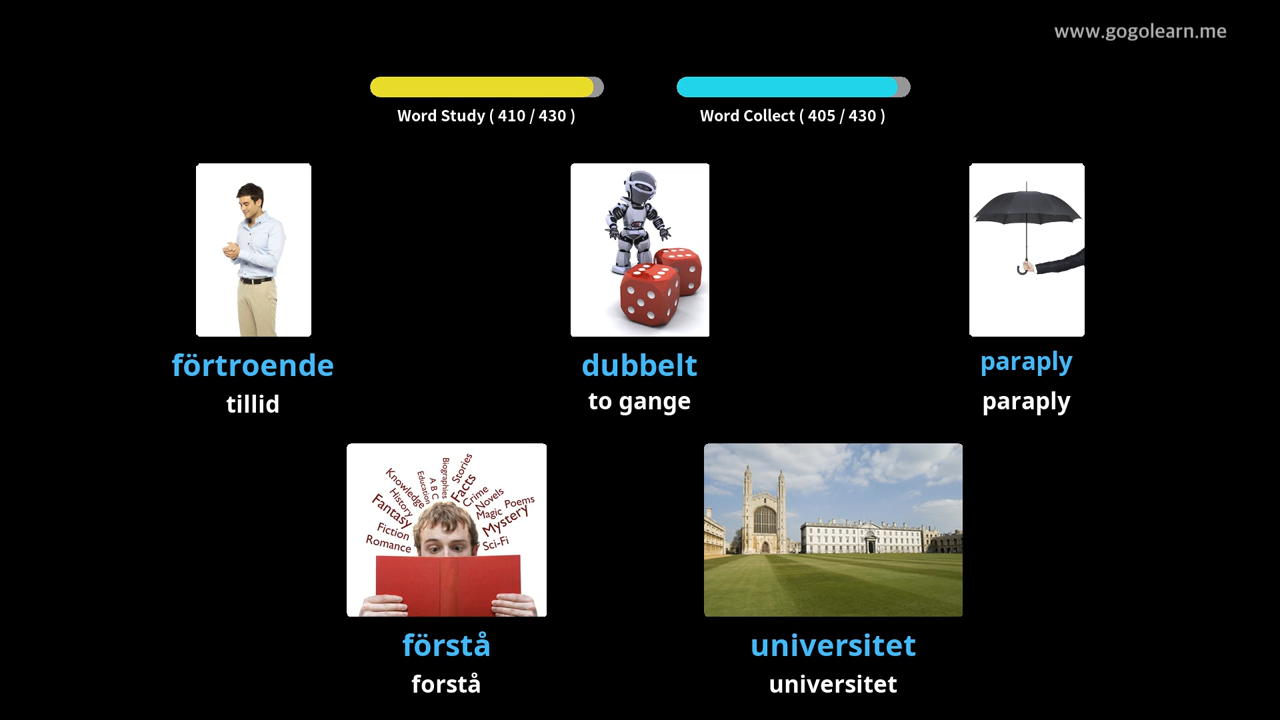 www.gogolearn.me
Word Study ( 410 / 430 )
Word Collect ( 405 / 430 )
förtroende
tillid
dubbelt
to gange
paraply
paraply
Knowledge
History
Fantasy
Fiction
Romance
Education
A B C
Biographies
Stories
Facts
Crime
Novels
Magic
Poems
Mystery
Sci-Fi
förstå
forstå
universitet
universitet